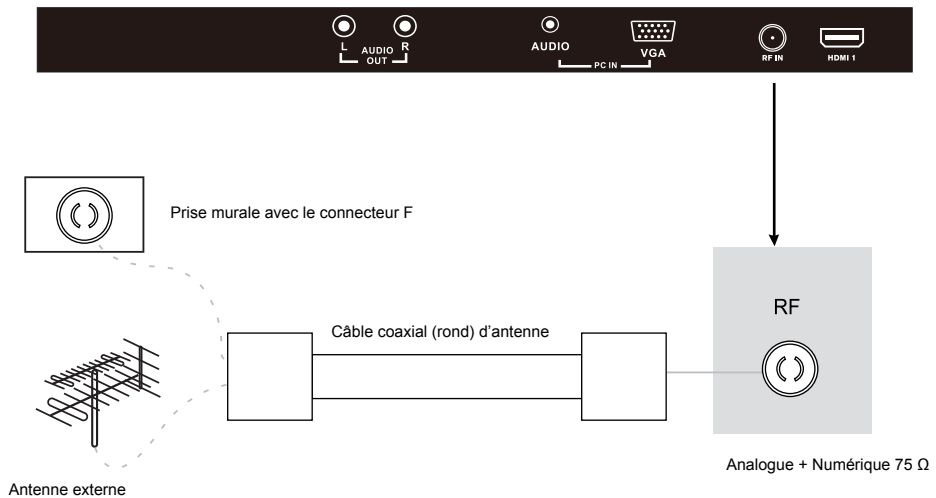 L AUDIO R
OUT
AUDIO
VGA
PC IN
RF IN
HDMI 1
Prise murale avec le connecteur F
RF
Câble coaxial (rond) d’antenne
Analogue + Numérique 75 Ω
Antenne externe